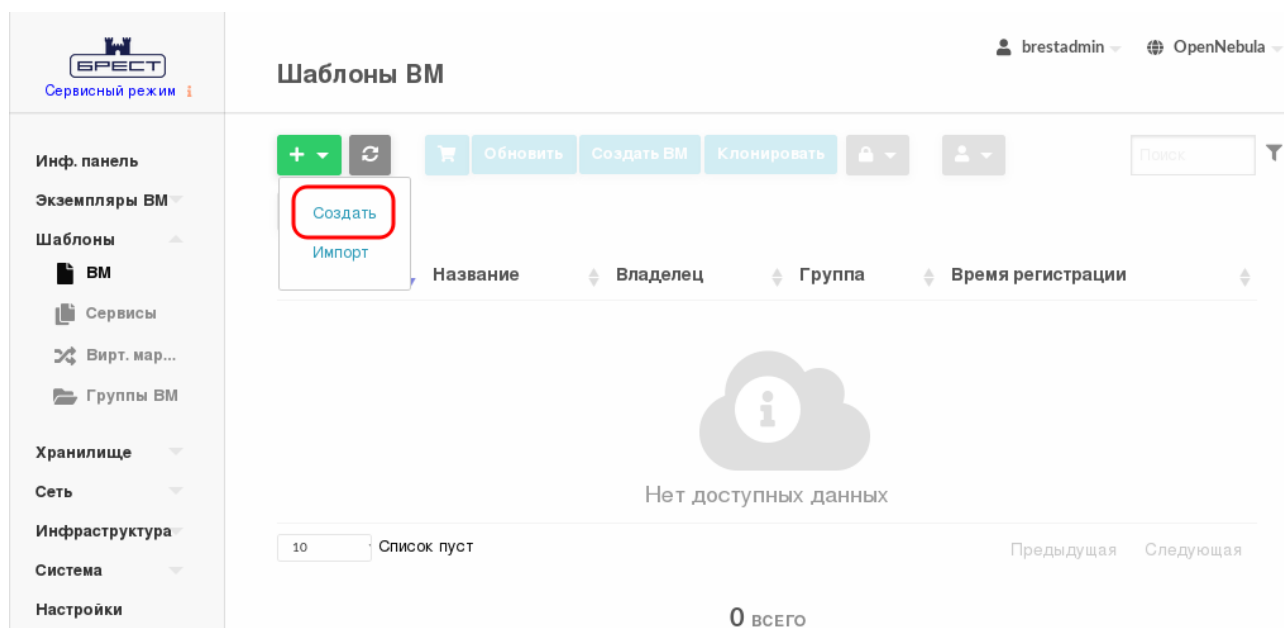 БРЕСТ
Сервисный режим
brestadmin
OpenNebula
Шаблоны ВМ
Инф. панель
Экземпляры ВМ
Шаблоны
ВМ
Сервисы
Вирт. мар...
Группы ВМ
Хранилище
Сеть
Инфраструктура
Система
Настройки
Обновить
Создать ВМ
Клонировать
Поиск
Создать
Импорт
Название
Владелец
Группа
Время регистрации
Нет доступных данных
10
Список пуст
Предыдущая
Следующая
0 ВСЕГО